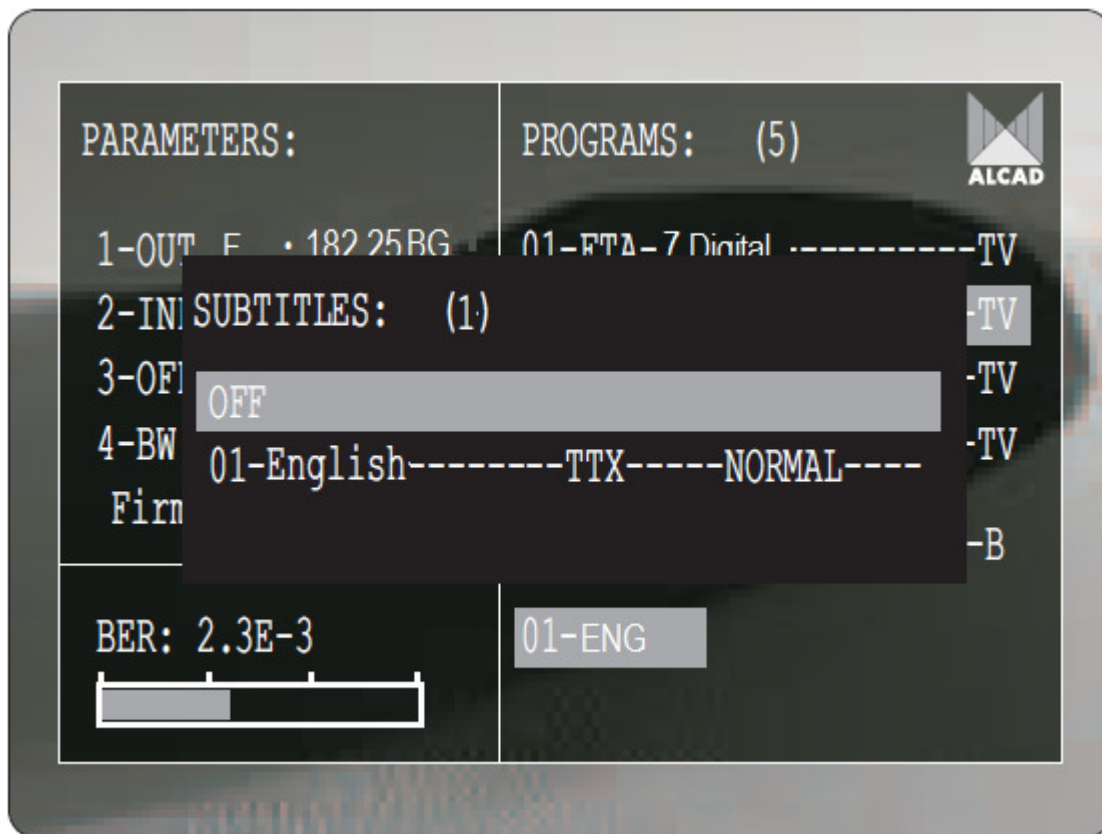 PARAMETERS:
PROGRAMS: (5)
ALCAD
1-OUT F 182.25BG
01-FTA-7 Digital ----------TV
2-IN
-TV
3-OF
-TV
4-BW
-TV
Firm
-B
SUBTITLES: (1)
OFF
01-English--------TTX-----NORMAL----
BER: 2.3E-3
01-ENG